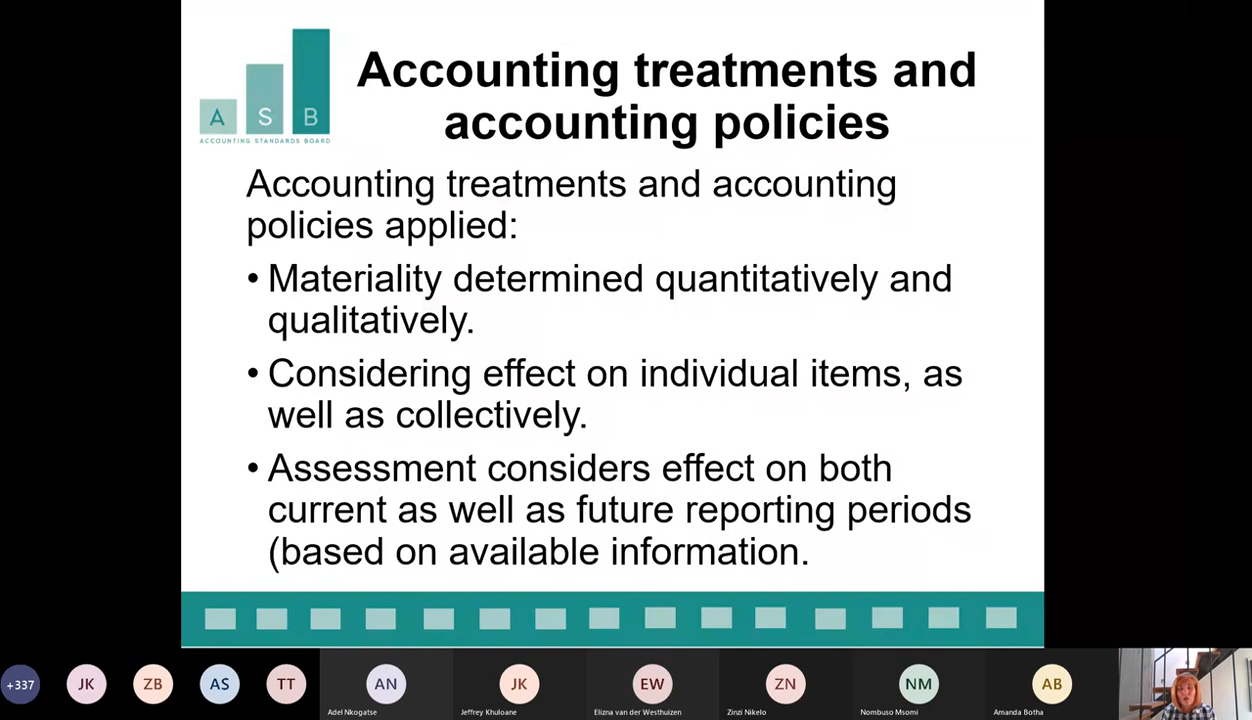 Accounting treatments and
accounting policies
A S B
ACCOUNTING STANDARDS BOARD
Accounting treatments and accounting
policies applied:
• Materiality determined quantitatively and
qualitatively.
• Considering effect on individual items, as
well as collectively.
• Assessment considers effect on both
current as well as future reporting periods
(based on available information.
+337 JK ZB AS TT AN JK EW ZN NM AB
Adel Nkogatse Jeffrey Khuloane Elizna van der Westhuizen Zinzi Nikelo Nombuso Msomi Amanda Botha